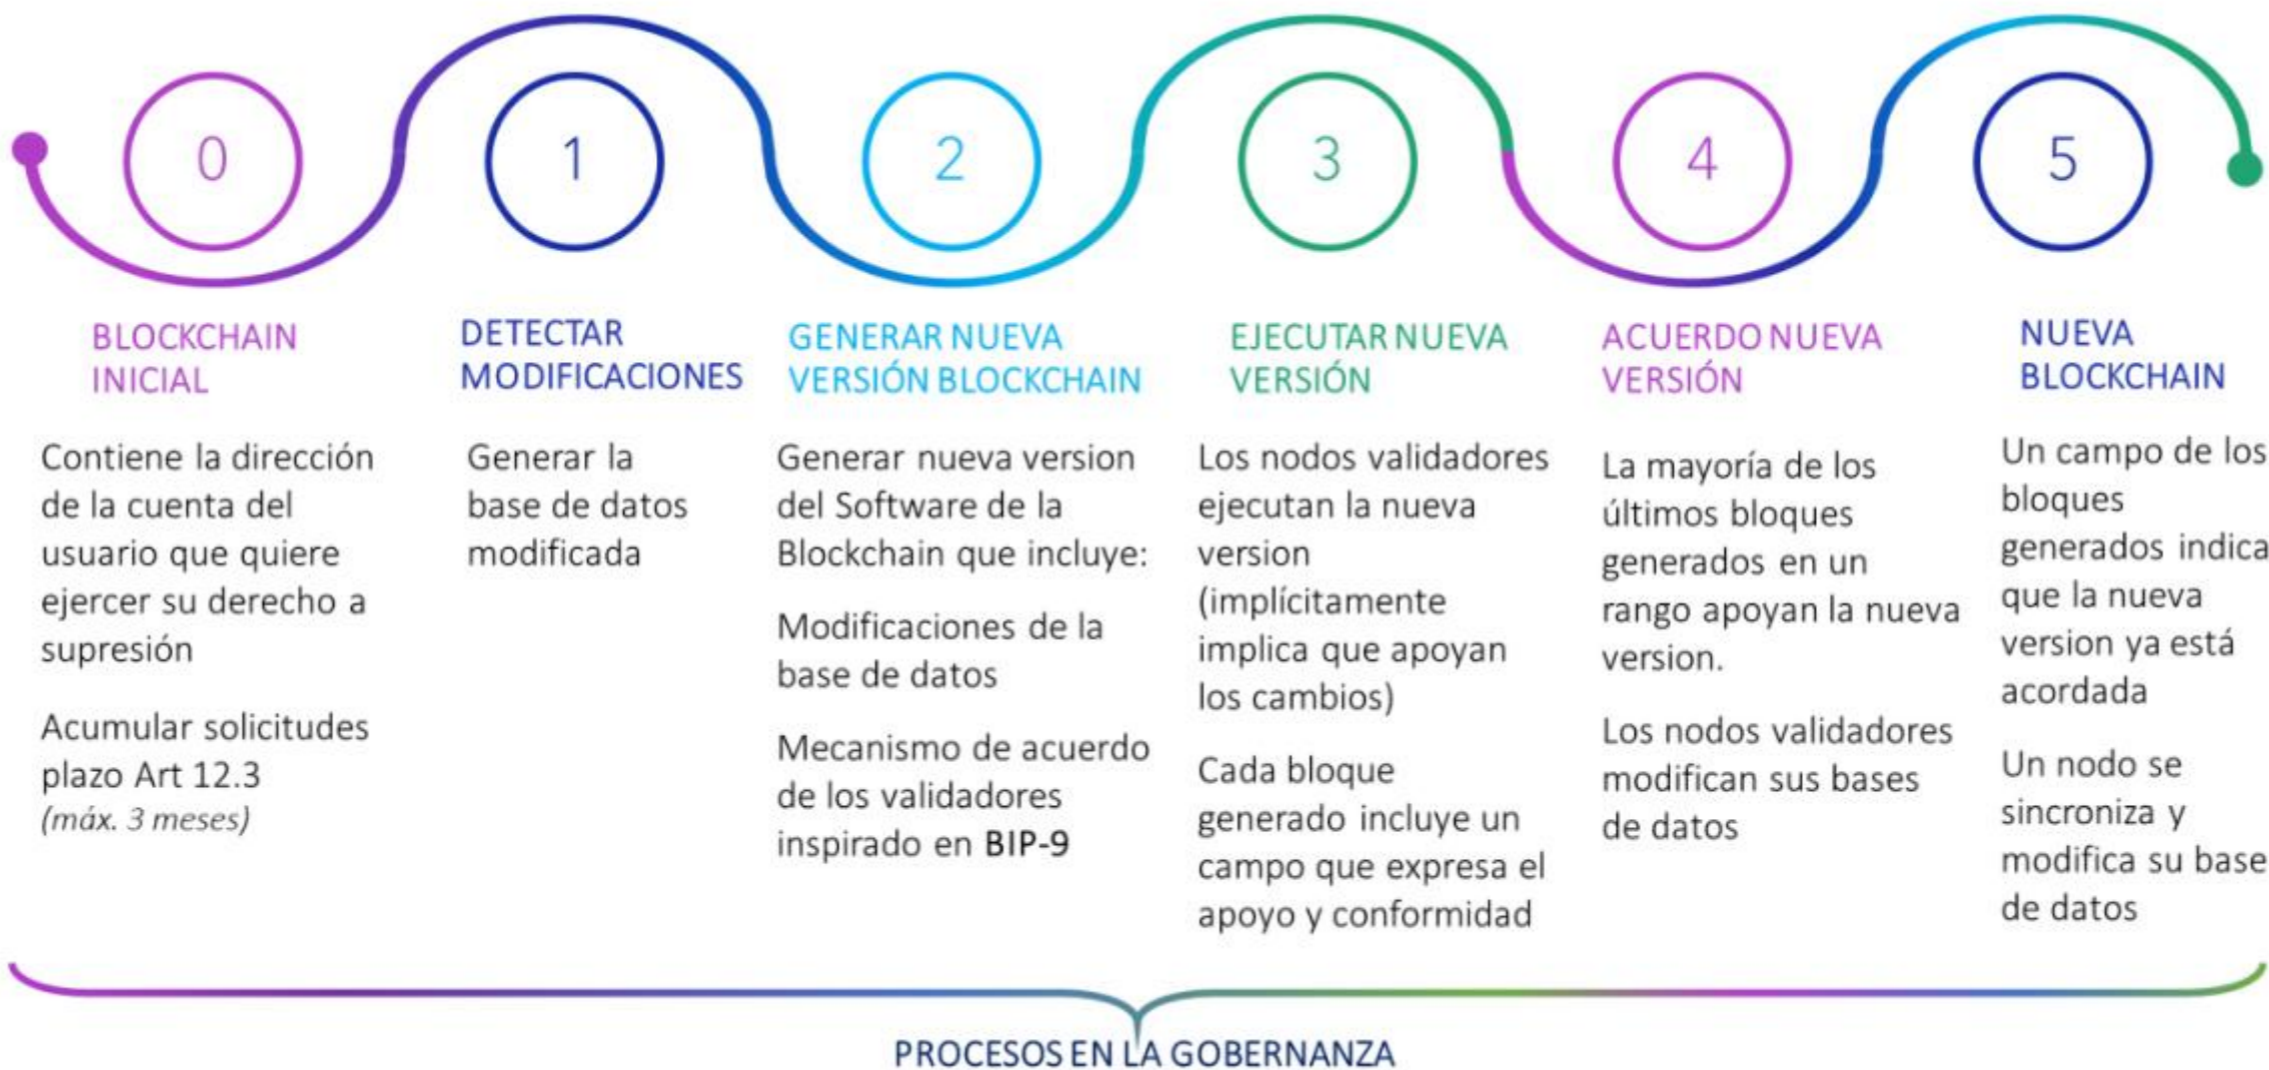 0
BLOCKCHAIN
INICIAL
Contiene la dirección
de la cuenta del
usuario que quiere
ejercer su derecho a
supresión
Acumular solicitudes
plazo Art 12.3
(máx. 3 meses)
1
DETECTAR
MODIFICACIONES
Generar la
base de datos
modificada
2
GENERAR NUEVA
VERSIÓN BLOCKCHAIN
Generar nueva version
del Software de la
Blockchain que incluye:
Modificaciones de la
base de datos
Mecanismo de acuerdo
de los validadores
inspirado en BIP-9
3
EJECUTAR NUEVA
VERSIÓN
Los nodos validadores
ejecutan la nueva
version
(implícitamente
implica que apoyan
los cambios)
Cada bloque
generado incluye un
campo que expresa el
apoyo y conformidad
4
ACUERDO NUEVA
VERSIÓN
La mayoría de los
últimos bloques
generados en un
rango apoyan la nueva
version.
Los nodos validadores
modifican sus bases
de datos
5
NUEVA
BLOCKCHAIN
Un campo de los
bloques
generados indica
que la nueva
version ya está
acordada
Un nodo se
sincroniza y
modifica su base
de datos
PROCESOS EN LA GOBERNANZA